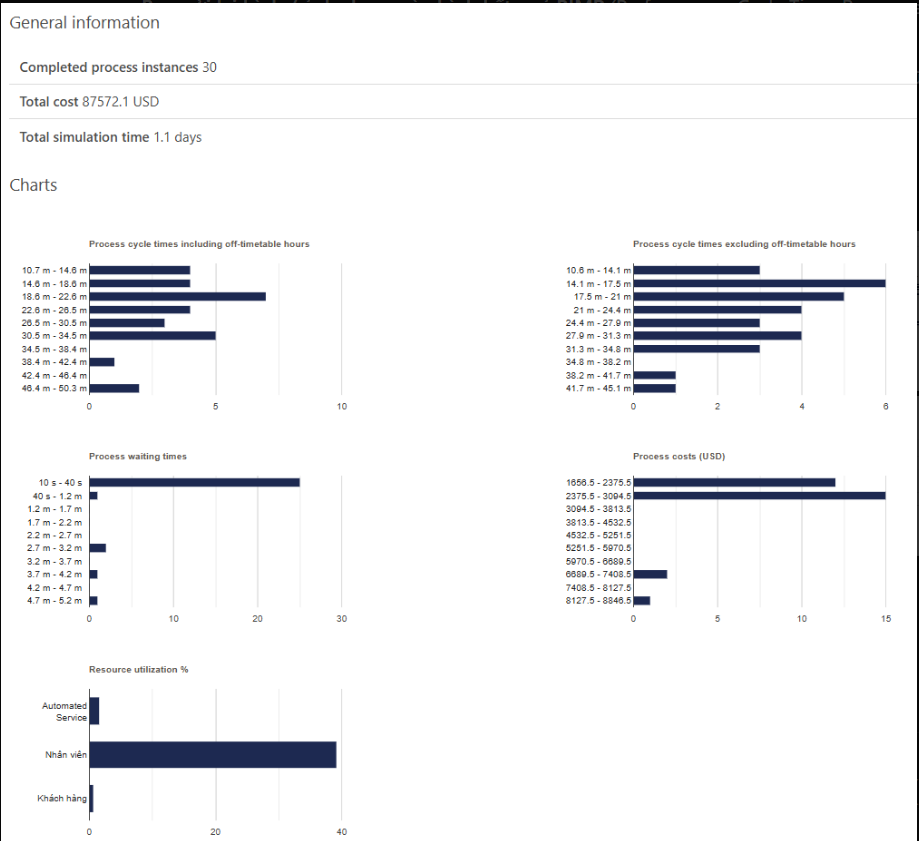 General information
Completed process instances 30
Total cost 87572.1 USD
Total simulation time 1.1 days
Charts
Process cycle times including off-timetable hours
10.7 m - 14.6 m
14.6 m - 18.6 m
18.6 m - 22.6 m
22.6 m - 26.5 m
26.5 m - 30.5 m
30.5 m - 34.5 m
34.5 m - 38.4 m
38.4 m - 42.4 m
42.4 m - 46.4 m
46.4 m - 50.3 m
0 5 10
Process cycle times excluding off-timetable hours
10.6 m - 14.1 m
14.1 m - 17.5 m
17.5 m - 21 m
21 m - 24.4 m
24.4 m - 27.9 m
27.9 m - 31.3 m
31.3 m - 34.8 m
34.8 m - 38.2 m
38.2 m - 41.7 m
41.7 m - 45.1 m
0 2 4 6
Process waiting times
10 s - 40 s
40 s - 1.2 m
1.2 m - 1.7 m
1.7 m - 2.2 m
2.2 m - 2.7 m
2.7 m - 3.2 m
3.2 m - 3.7 m
3.7 m - 4.2 m
4.2 m - 4.7 m
4.7 m - 5.2 m
0 10 20 30
Process costs (USD)
1656.5 - 2375.5
2375.5 - 3094.5
3094.5 - 3813.5
3813.5 - 4532.5
4532.5 - 5251.5
5251.5 - 5970.5
5970.5 - 6689.5
6689.5 - 7408.5
7408.5 - 8127.5
8127.5 - 8846.5
0 5 10 15
Resource utilization %
Automated
Service
Nhân viên
Khách hàng
0 20 40